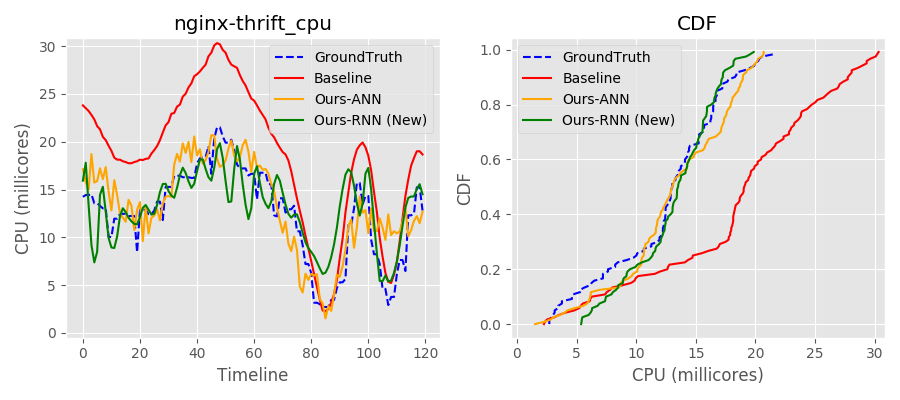 nginx-thrift_cpu
CPU (millicores)
30
25
20
15
10
5
0
GroundTruth
Baseline
Ours-ANN
Ours-RNN (New)
0 20 40 60 80 100 120
Timeline
CDF
CDF
1.0
0.8
0.6
0.4
0.2
0.0
GroundTruth
Baseline
Ours-ANN
Ours-RNN (New)
0 5 10 15 20 25 30
CPU (millicores)